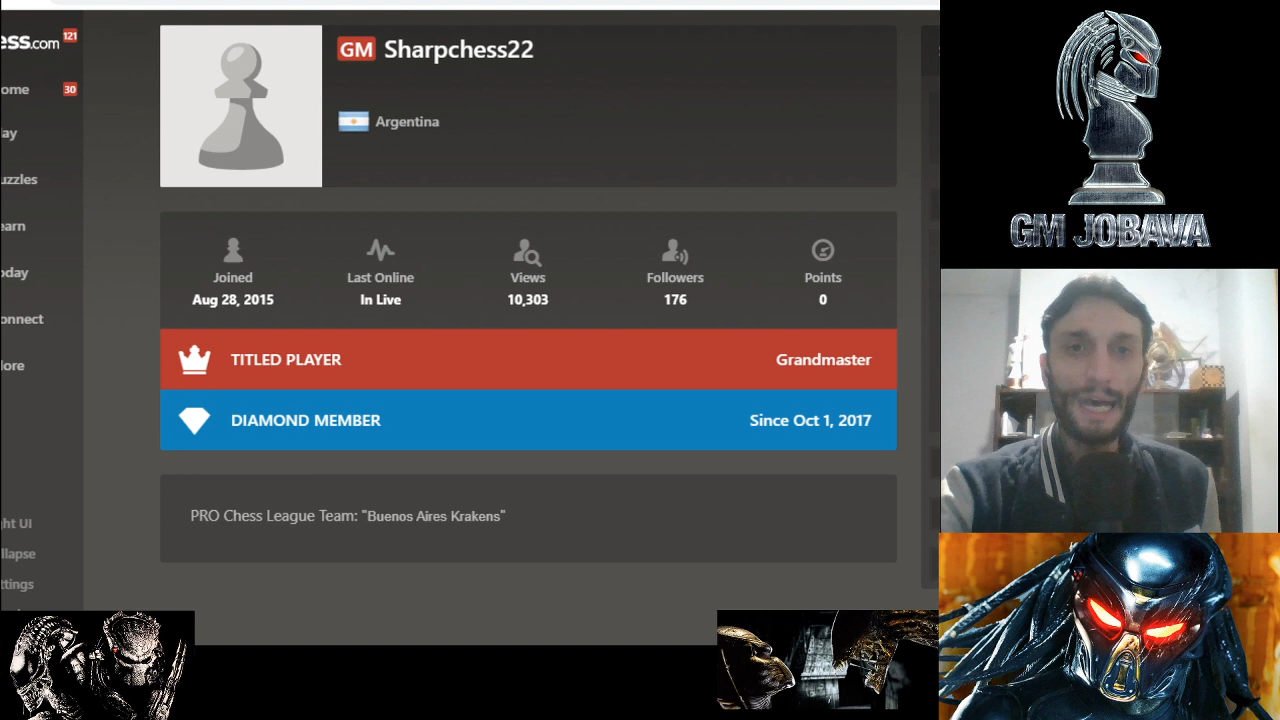 ess.com 121
ome 30
ay
uzzles
earn
oday
onnect
lore
ght UI
llapse
ttings
GM Sharpchess22
Argentina
Joined
Aug 28, 2015
Last Online
In Live
Views
10,303
Followers
176
Points
0
TITLED PLAYER Grandmaster
DIAMOND MEMBER Since Oct 1, 2017
PRO Chess League Team: "Buenos Aires Krakens"
GM JOBAVA